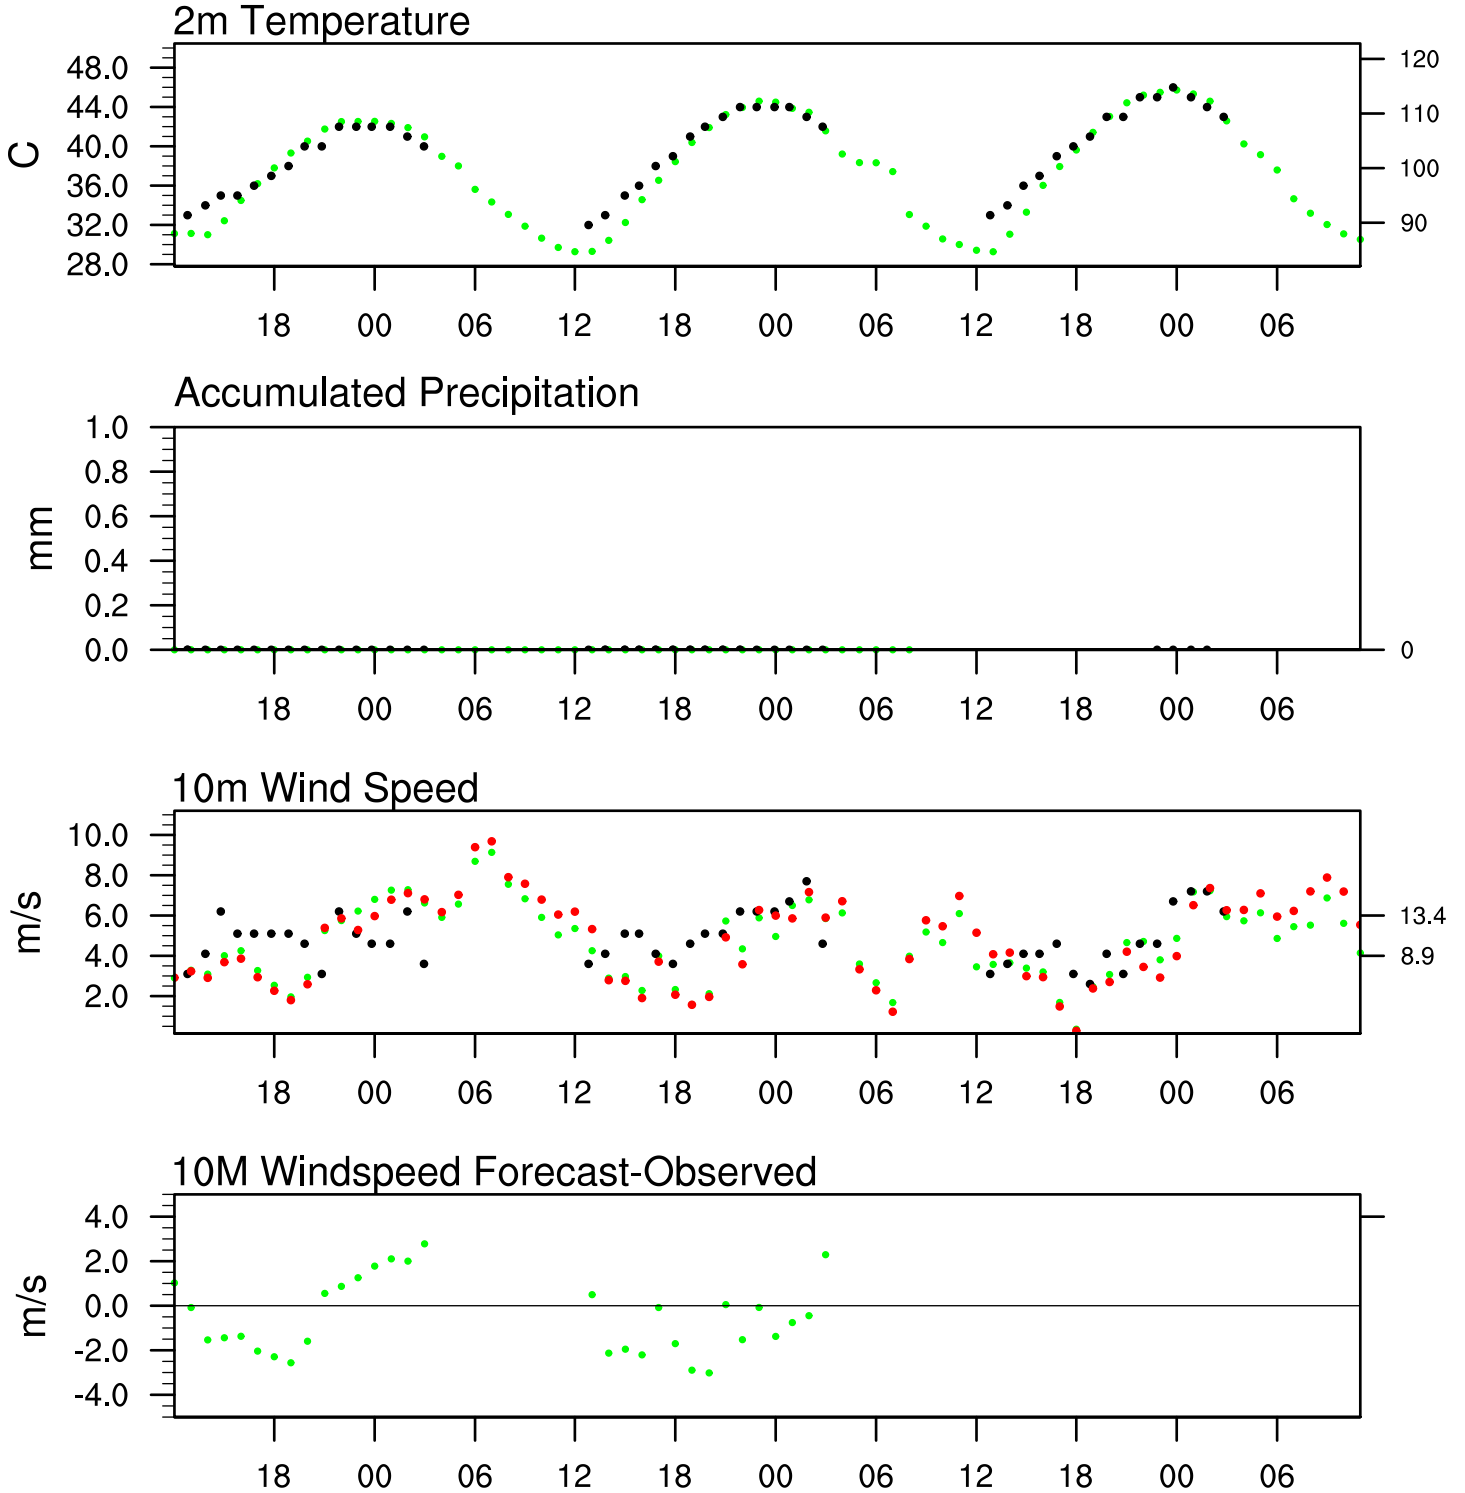 2m Temperature
48.0
44.0
40.0
36.0
32.0
28.0
C
120
110
100
90
18 00 06 12 18 00 06 12 18 00 06
Accumulated Precipitation
1.0
0.8
0.6
0.4
0.2
0.0
mm
0
18 00 06 12 18 00 06 12 18 00 06
10m Wind Speed
10.0
8.0
6.0
4.0
2.0
m/s
13.4
8.9
18 00 06 12 18 00 06 12 18 00 06
10M Windspeed Forecast-Observed
4.0
2.0
0.0
-2.0
-4.0
m/s
18 00 06 12 18 00 06 12 18 00 06